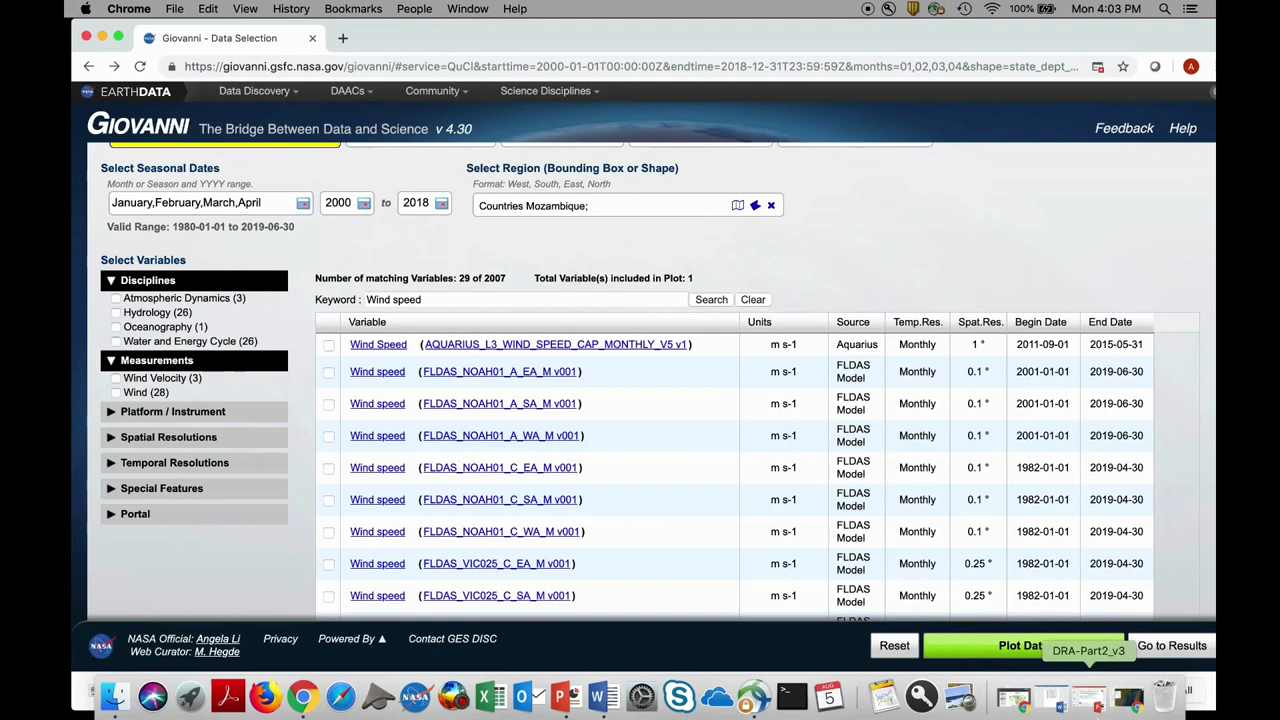 Chrome File Edit View History Bookmarks People Window Help 100% Mon 4:03 PM
Giovanni - Data Selection
https://giovanni.gsfc.nasa.gov/giovanni/#service=QuCl&starttime=2000-01-01T00:00:00Z&endtime=2018-12-31T23:59:59Z&months=01,02,03,04&shape=state_dept_... A
EARTHDATA Data Discovery DAACs Community Science Disciplines
GIOVANNI The Bridge Between Data and Science v 4.30 Feedback Help
Select Seasonal Dates Select Region (Bounding Box or Shape)
Month or Season and YYYY range. Format: West, South, East, North
January,February,March,April 2000 to 2018 Countries Mozambique;
Valid Range: 1980-01-01 to 2019-06-30
Select Variables
Disciplines Number of matching Variables: 29 of 2007 Total Variable(s) included in Plot: 1
Atmospheric Dynamics (3) Keyword : Wind speed Search Clear
Hydrology (26)
Oceanography (1)
Water and Energy Cycle (26)
Measurements
Wind Velocity (3)
Wind (28)
Platform / Instrument
Spatial Resolutions
Temporal Resolutions
Special Features
Portal
Variable Units Source Temp.Res. Spat.Res. Begin Date End Date
Wind Speed (AQUARIUS_L3_WIND_SPEED_CAP_MONTHLY_V5 v1) m s-1 Aquarius Monthly 1 ° 2011-09-01 2015-05-31
Wind speed (FLDAS_NOAH01_A_EA_M v001) m s-1 FLDAS Model Monthly 0.1 ° 2001-01-01 2019-06-30
Wind speed (FLDAS_NOAH01_A_SA_M v001) m s-1 FLDAS Model Monthly 0.1 ° 2001-01-01 2019-06-30
Wind speed (FLDAS_NOAH01_A_WA_M v001) m s-1 FLDAS Model Monthly 0.1 ° 2001-01-01 2019-06-30
Wind speed (FLDAS_NOAH01_C_EA_M v001) m s-1 FLDAS Model Monthly 0.1 ° 1982-01-01 2019-04-30
Wind speed (FLDAS_NOAH01_C_SA_M v001) m s-1 FLDAS Model Monthly 0.1 ° 1982-01-01 2019-04-30
Wind speed (FLDAS_NOAH01_C_WA_M v001) m s-1 FLDAS Model Monthly 0.1 ° 1982-01-01 2019-04-30
Wind speed (FLDAS_VIC025_C_EA_M v001) m s-1 FLDAS Model Monthly 0.25 ° 1982-01-01 2019-04-30
Wind speed (FLDAS_VIC025_C_SA_M v001) m s-1 FLDAS Model Monthly 0.25 ° 1982-01-01 2019-04-30
NASA Official: Angela Li Privacy Powered By Contact GES DISC
Web Curator: M. Hegde Reset Plot Dat Go to Results
DRA-Part2_v3
AUG
5